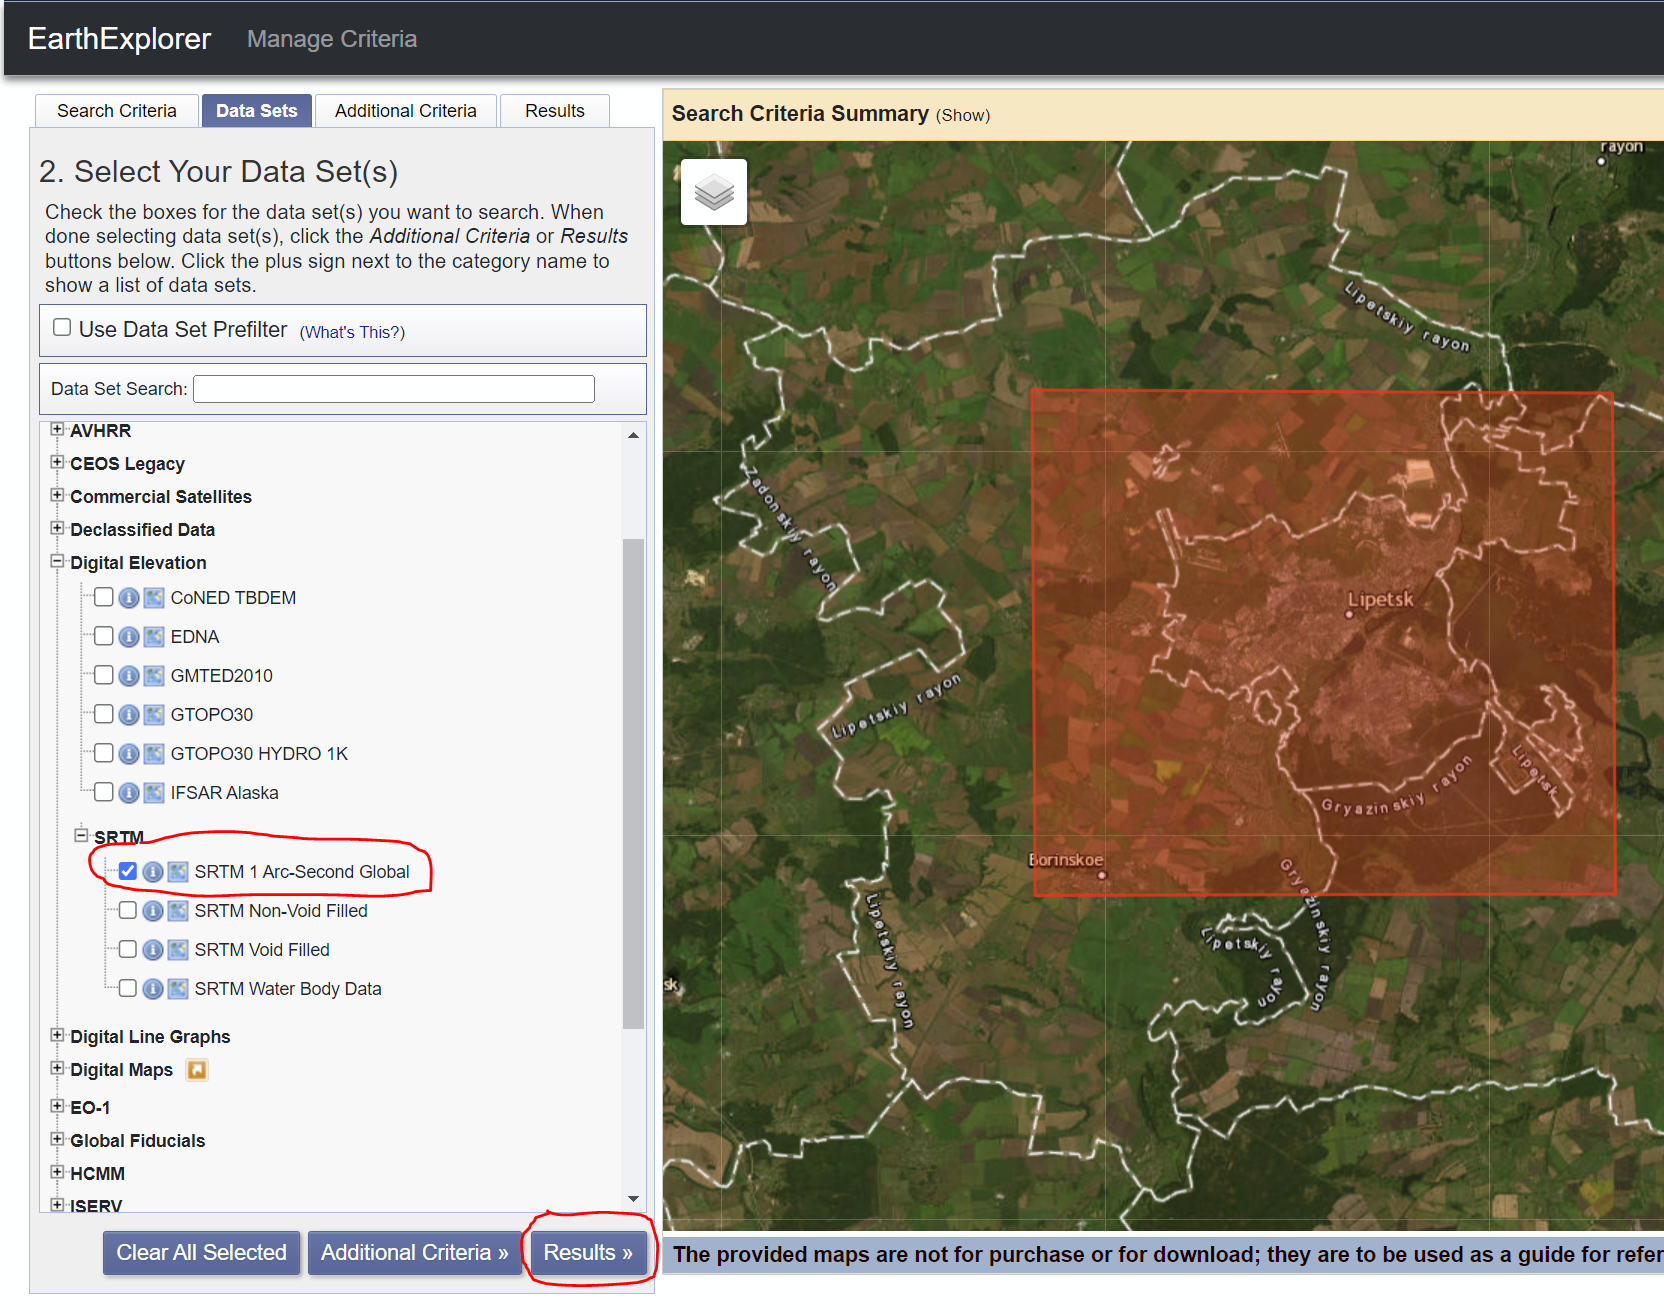 EarthExplorer Manage Criteria
Search Criteria Data Sets Additional Criteria Results
2. Select Your Data Set(s)
Check the boxes for the data set(s) you want to search. When
done selecting data set(s), click the Additional Criteria or Results
buttons below. Click the plus sign next to the category name to
show a list of data sets.
Use Data Set Prefilter (What's This?)
Data Set Search:
AVHRR
CEOS Legacy
Commercial Satellites
Declassified Data
Digital Elevation
CoNED TBDEM
EDNA
GMTED2010
GTOPO30
GTOPO30 HYDRO 1K
IFSAR Alaska
SRTM
SRTM 1 Arc-Second Global
SRTM Non-Void Filled
SRTM Void Filled
SRTM Water Body Data
Digital Line Graphs
Digital Maps
EO-1
Global Fiducials
HCMM
ISERV
Clear All Selected Additional Criteria » Results »
Search Criteria Summary (Show)
rayon
Lipetskiy rayon
Zadonskiy rayon
Lipetsk
Lipetskiy rayon
Lipetsk
Gryazinskiy rayon
Borinskoe
Gryazinskiy rayon
Lipetskiy rayon
Lipetskiy rayon
sk
The provided maps are not for purchase or for download; they are to be used as a guide for refer